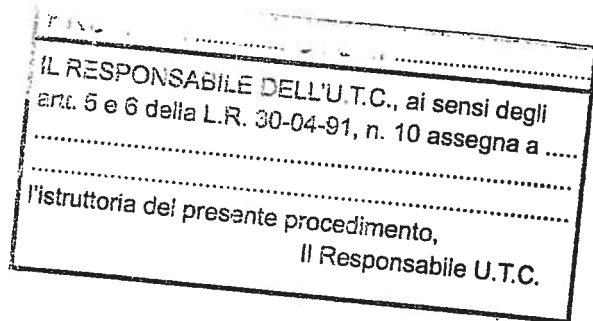 IL RESPONSABILE DELL'U.T.C., ai sensi degli
artt. 5 e 6 della L.R. 30-04-91, n. 10 assegna a .....
..........................................................................
..........................................................................
l'istruttoria del presente procedimento,
Il Responsabile U.T.C.